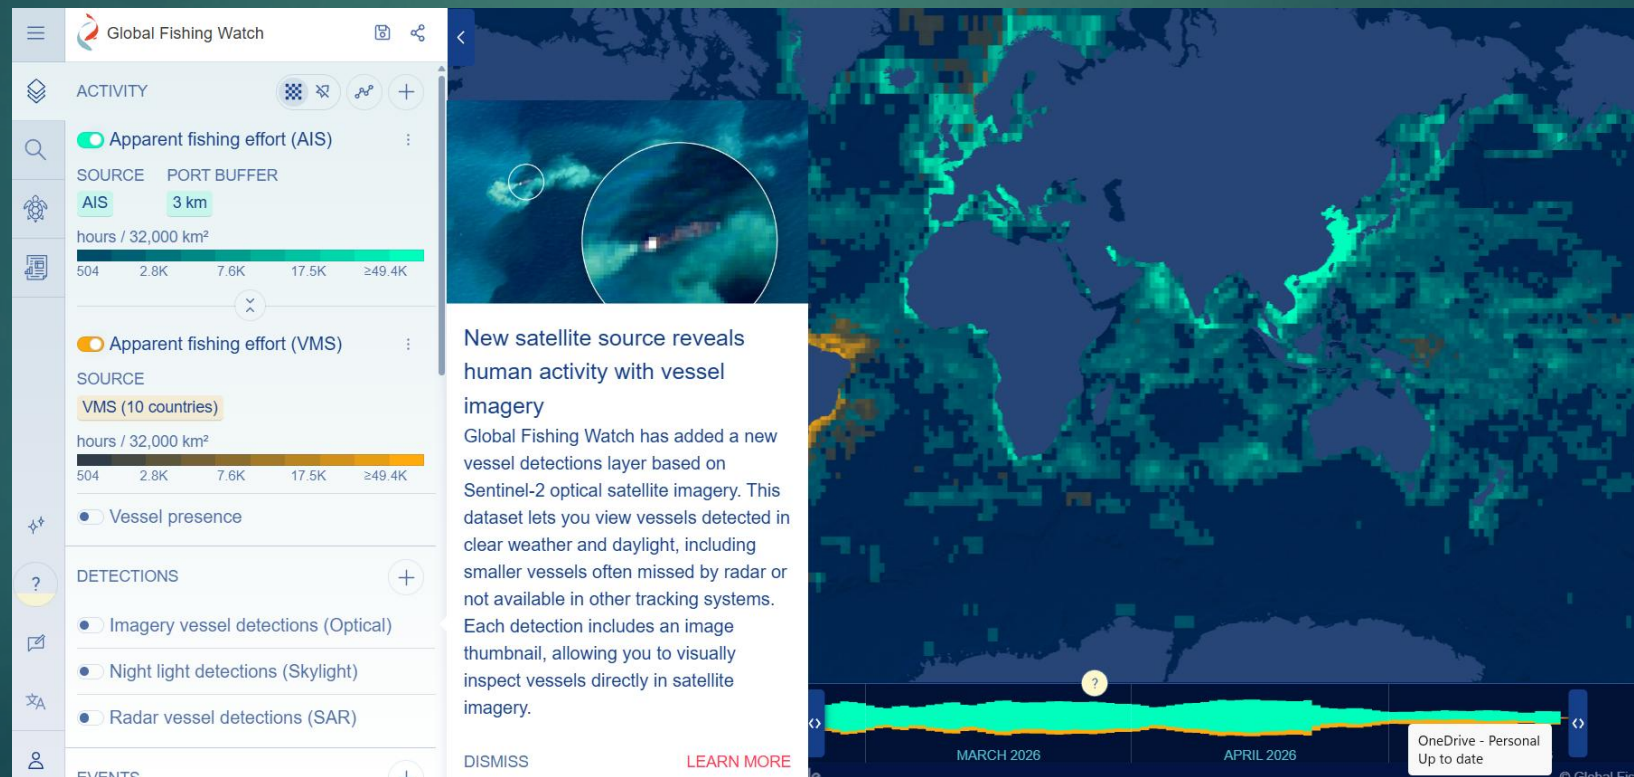 Global Fishing Watch
ACTIVITY
Apparent fishing effort (AIS)
SOURCE PORT BUFFER
AIS 3 km
hours / 32,000 km²
504 2.8K 7.6K 17.5K ≥49.4K
Apparent fishing effort (VMS)
SOURCE
VMS (10 countries)
hours / 32,000 km²
504 2.8K 7.6K 17.5K ≥49.4K
Vessel presence
DETECTIONS
Imagery vessel detections (Optical)
Night light detections (Skylight)
Radar vessel detections (SAR)
EVENTS
?
New satellite source reveals
human activity with vessel
imagery
Global Fishing Watch has added a new
vessel detections layer based on
Sentinel-2 optical satellite imagery. This
dataset lets you view vessels detected in
clear weather and daylight, including
smaller vessels often missed by radar or
not available in other tracking systems.
Each detection includes an image
thumbnail, allowing you to visually
inspect vessels directly in satellite
imagery.
DISMISS LEARN MORE
?
MARCH 2026 APRIL 2026
OneDrive - Personal
Up to date
© Global Fis